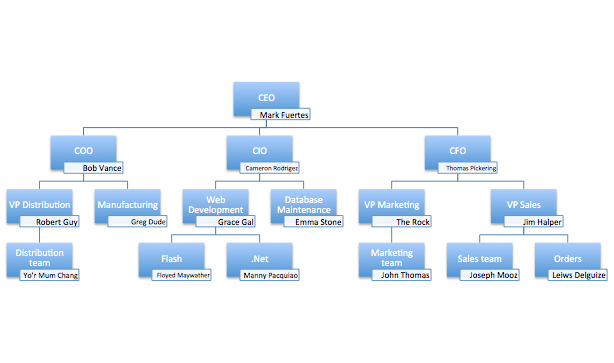 CEO
Mark Fuertes
COO
Bob Vance
CIO
Cameron Rodrigez
CFO
Thomas Pickering
VP Distribution
Robert Guy
Manufacturing
Greg Dude
Web
Development
Grace Gal
Database
Maintenance
Emma Stone
VP Marketing
The Rock
VP Sales
Jim Halper
Distribution
team
Yo'r Mum Chang
Flash
Floyed Maywather
.Net
Manny Pacquiao
Marketing
team
John Thomas
Sales team
Joseph Mooz
Orders
Leiws Delguize